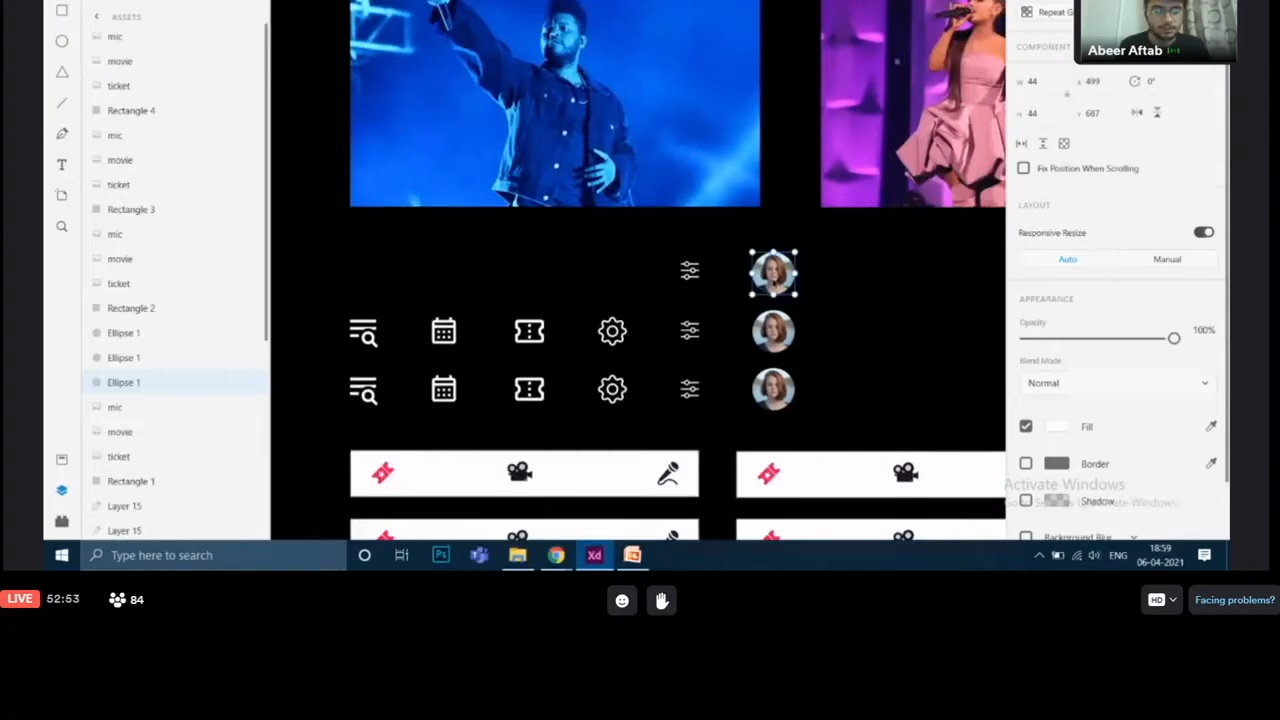 ASSETS
mic
movie
ticket
Rectangle 4
mic
movie
ticket
Rectangle 3
mic
movie
ticket
Rectangle 2
Ellipse 1
Ellipse 1
Ellipse 1
mic
movie
ticket
Rectangle 1
Layer 15
Layer 15
Repeat G
Abeer Aftab
COMPONENT
W 44
X 499
0°
H 44
Y 687
Fix Position When Scrolling
LAYOUT
Responsive Resize
Auto
Manual
APPEARANCE
Opacity
100%
Blend Mode
Normal
Fill
Border
Activate Windows
Shadow
Background Blur
Type here to search
Ps
Xd
ENG
18:59
06-04-2021
LIVE
52:53
84
HD
Facing problems?